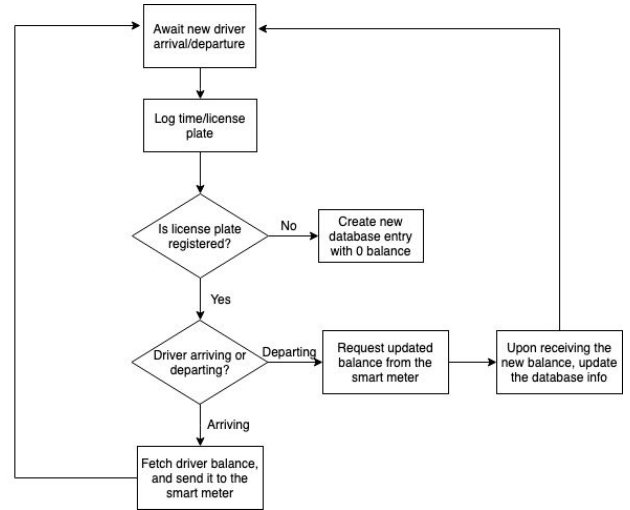 Await new driver
arrival/departure
Log time/license
plate
Is license plate
registered?
No
Create new
database entry
with 0 balance
Yes
Driver arriving or
departing?
Departing
Request updated
balance from the
smart meter
Upon receiving the
new balance, update
the database info
Arriving
Fetch driver balance,
and send it to the
smart meter